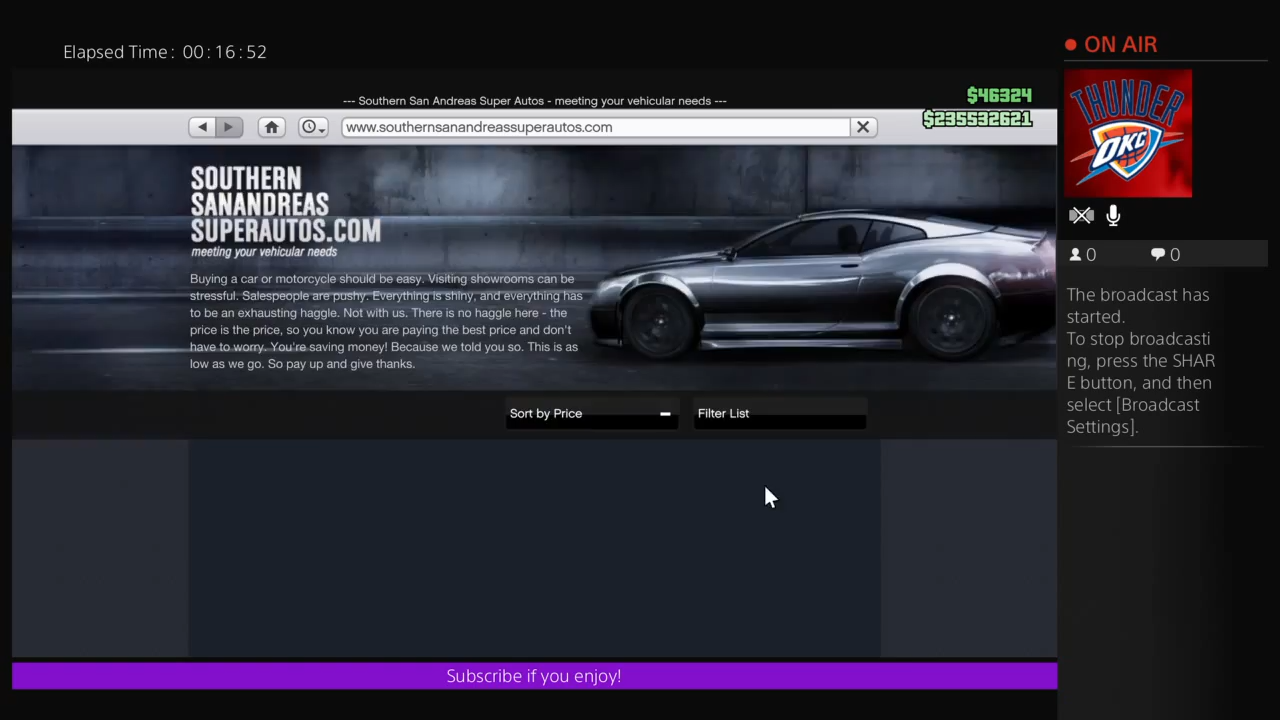 Elapsed Time: 00:16:52
ON AIR
--- Southern San Andreas Super Autos - meeting your vehicular needs ---
$46324
$235532621
www.southernsanandreassuperautos.com
THUNDER
OKC
SOUTHERN
SANANDREAS
SUPERAUTOS.COM
meeting your vehicular needs
Buying a car or motorcycle should be easy. Visiting showrooms can be
stressful. Salespeople are pushy. Everything is shiny, and everything has
to be an exhausting haggle. Not with us. There is no haggle here - the
price is the price, so you know you are paying the best price and don't
have to worry. You're saving money! Because we told you so. This is as
low as we go. So pay up and give thanks.
0
0
The broadcast has
started.
To stop broadcasti
ng, press the SHAR
E button, and then
select [Broadcast
Settings].
Sort by Price
Filter List
Subscribe if you enjoy!